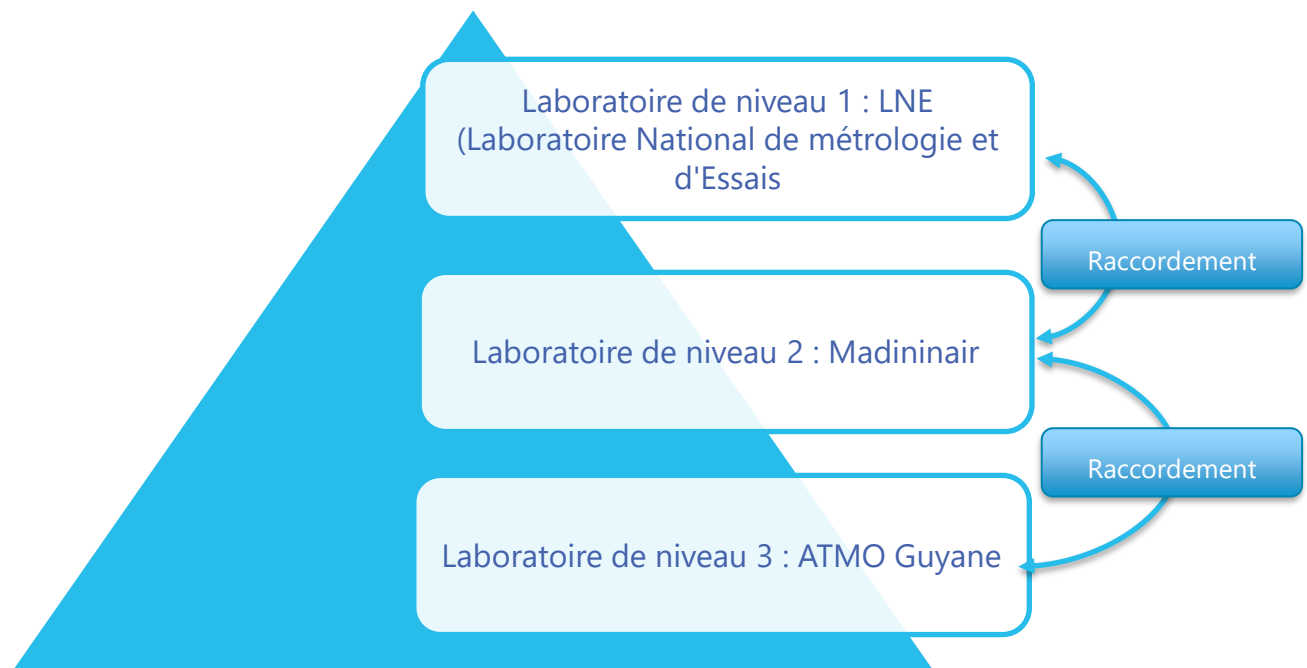 Laboratoire de niveau 1 : LNE
(Laboratoire National de métrologie et
d'Essais
Raccordement
Laboratoire de niveau 2 : Madininair
Raccordement
Laboratoire de niveau 3 : ATMO Guyane